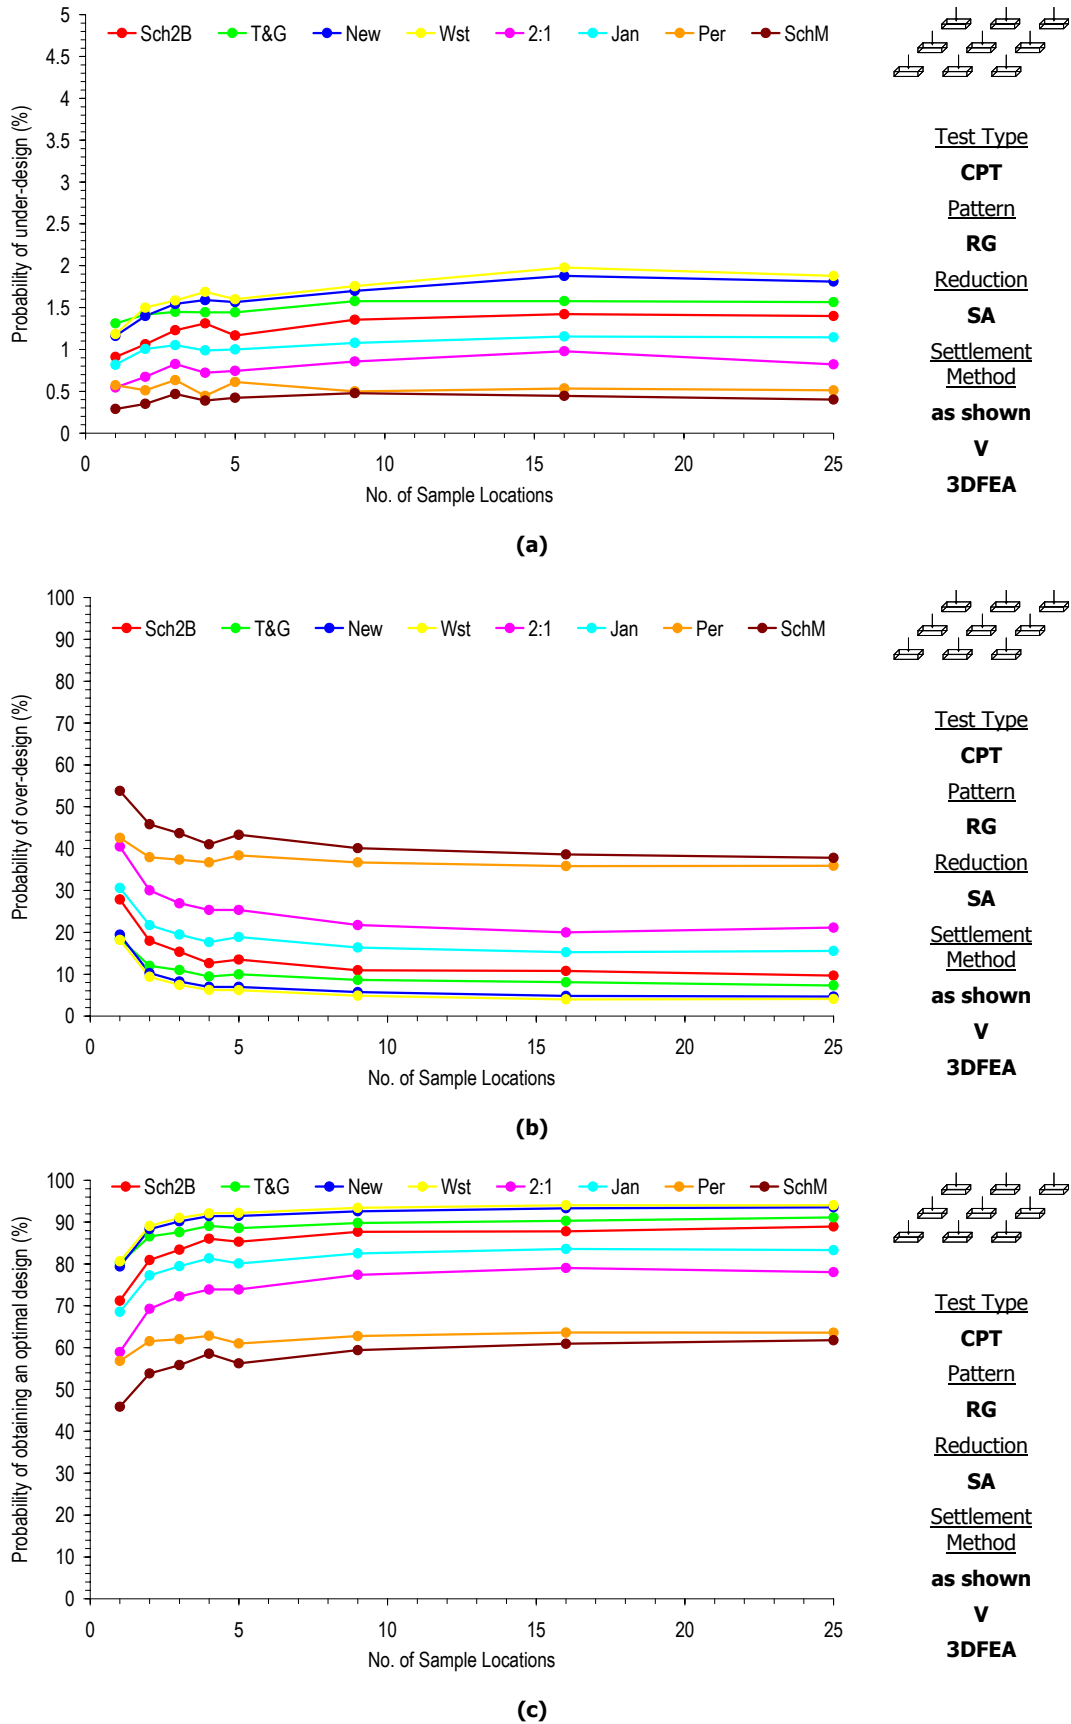 Sch2B T&G New Wst 2:1 Jan Per SchM
Probability of under-design (%)
5
4.5
4
3.5
3
2.5
2
1.5
1
0.5
0
0 5 10 15 20 25
No. of Sample Locations
Test Type
CPT
Pattern
RG
Reduction
SA
Settlement
Method
as shown
V
3DFEA
(a)
Sch2B T&G New Wst 2:1 Jan Per SchM
Probability of over-design (%)
100
90
80
70
60
50
40
30
20
10
0
0 5 10 15 20 25
No. of Sample Locations
Test Type
CPT
Pattern
RG
Reduction
SA
Settlement
Method
as shown
V
3DFEA
(b)
Sch2B T&G New Wst 2:1 Jan Per SchM
Probability of obtaining an optimal design (%)
100
90
80
70
60
50
40
30
20
10
0
0 5 10 15 20 25
No. of Sample Locations
Test Type
CPT
Pattern
RG
Reduction
SA
Settlement
Method
as shown
V
3DFEA
(c)